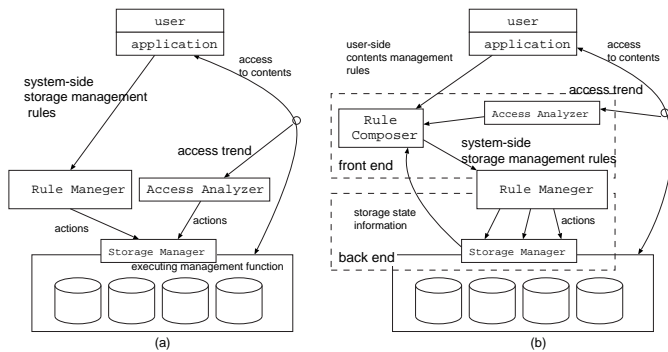 user
application
system-side
storage management
rules
access
to contents
access trend
Rule Maneger
Access Analyzer
actions
actions
Storage Manager
executing management function
(a)
user
application
user-side
contents management
rules
access
to contents
access trend
Rule
Composer
Access Analyzer
system-side
storage management rules
front end
Rule Maneger
storage state
information
actions
back end
Storage Manager
(b)